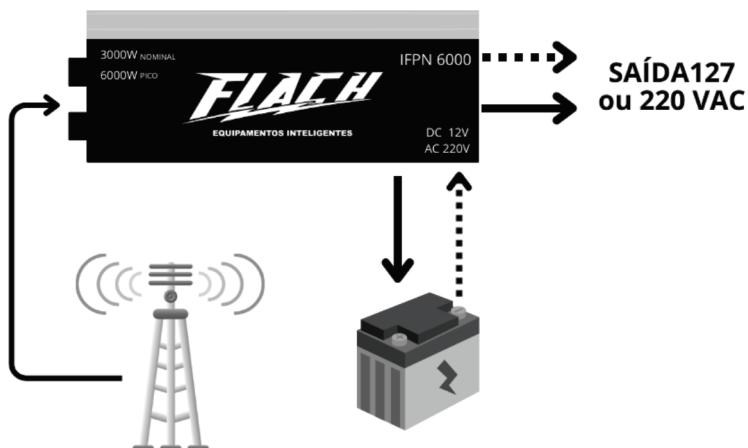 3000W NOMINAL
6000W PICO
FLACH
EQUIPAMENTOS INTELIGENTES
IFPN 6000
DC 12V
AC 220V
SAÍDA127
ou 220 VAC